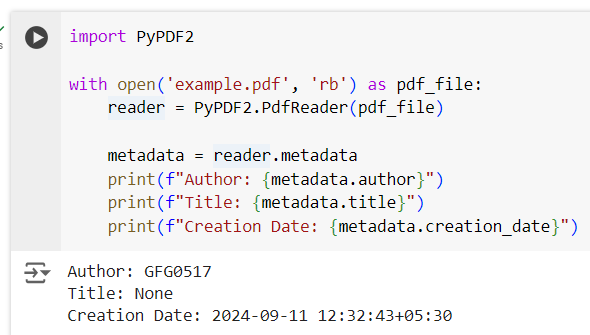 import PyPDF2
with open('example.pdf', 'rb') as pdf_file:
    reader = PyPDF2.PdfReader(pdf_file)
    metadata = reader.metadata
    print(f"Author: {metadata.author}")
    print(f"Title: {metadata.title}")
    print(f"Creation Date: {metadata.creation_date}")
Author: GFG0517
Title: None
Creation Date: 2024-09-11 12:32:43+05:30